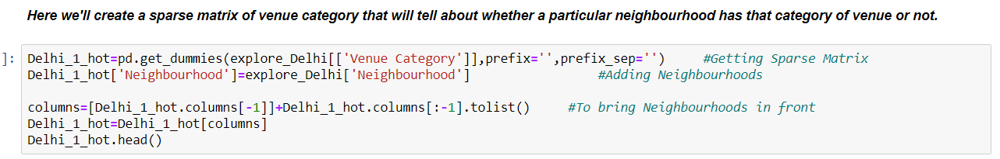 Here we'll create a sparse matrix of venue category that will tell about whether a particular neighbourhood has that category of venue or not.
]: Delhi_1_hot=pd.get_dummies(explore_Delhi[['Venue Category']],prefix='',prefix_sep='') #Getting Sparse Matrix
Delhi_1_hot['Neighbourhood']=explore_Delhi['Neighbourhood'] #Adding Neighbourhoods
columns=[Delhi_1_hot.columns[-1]]+Delhi_1_hot.columns[:-1].tolist() #To bring Neighbourhoods in front
Delhi_1_hot=Delhi_1_hot[columns]
Delhi_1_hot.head()